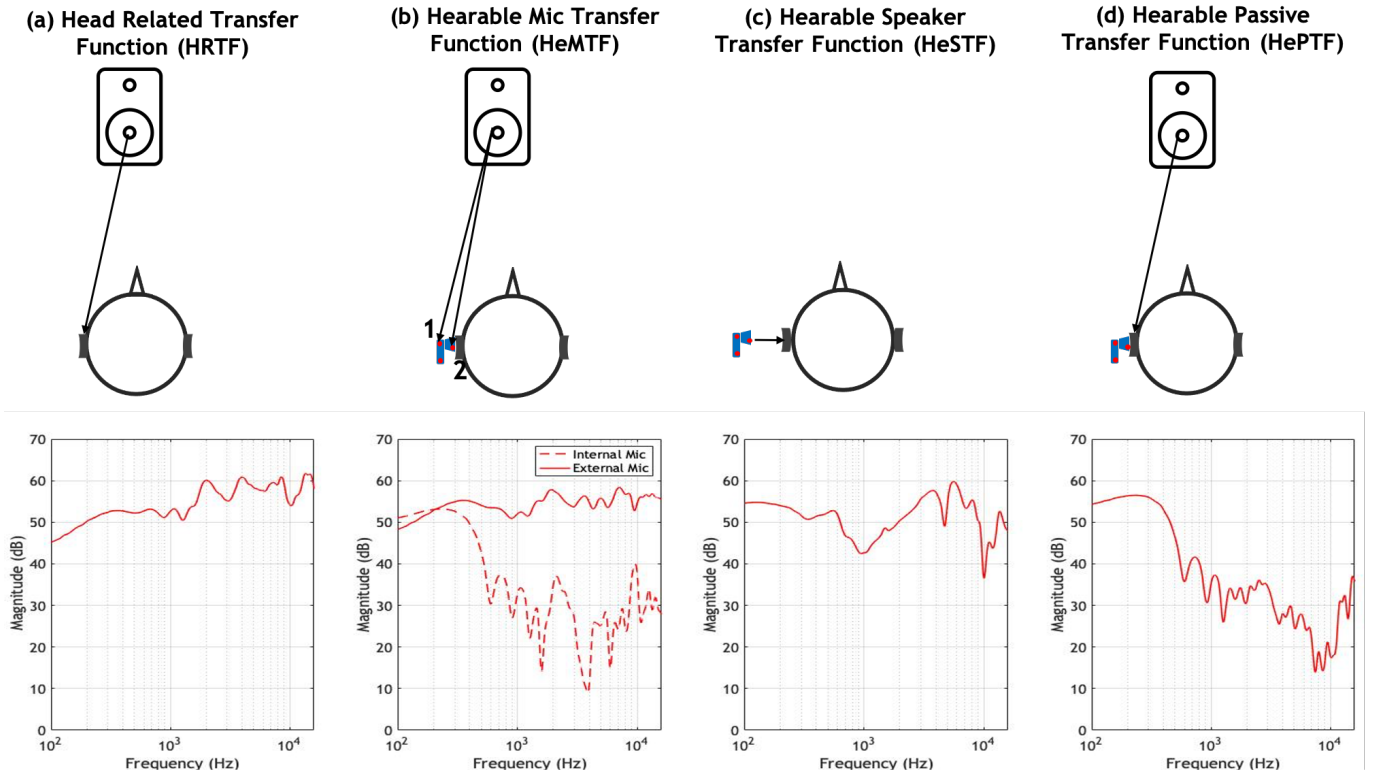 (a) Head Related Transfer
Function (HRTF)
(b) Hearable Mic Transfer
Function (HeMTF)
(c) Hearable Speaker
Transfer Function (HeSTF)
(d) Hearable Passive
Transfer Function (HePTF)
1
2
70
60
50
40
30
20
10
0
Magnitude (dB)
10²
10³
10⁴
Frequency (Hz)
70
60
50
40
30
20
10
0
Magnitude (dB)
Internal Mic
External Mic
10²
10³
10⁴
Frequency (Hz)
70
60
50
40
30
20
10
0
Magnitude (dB)
10²
10³
10⁴
Frequency (Hz)
70
60
50
40
30
20
10
0
Magnitude (dB)
10²
10³
10⁴
Frequency (Hz)